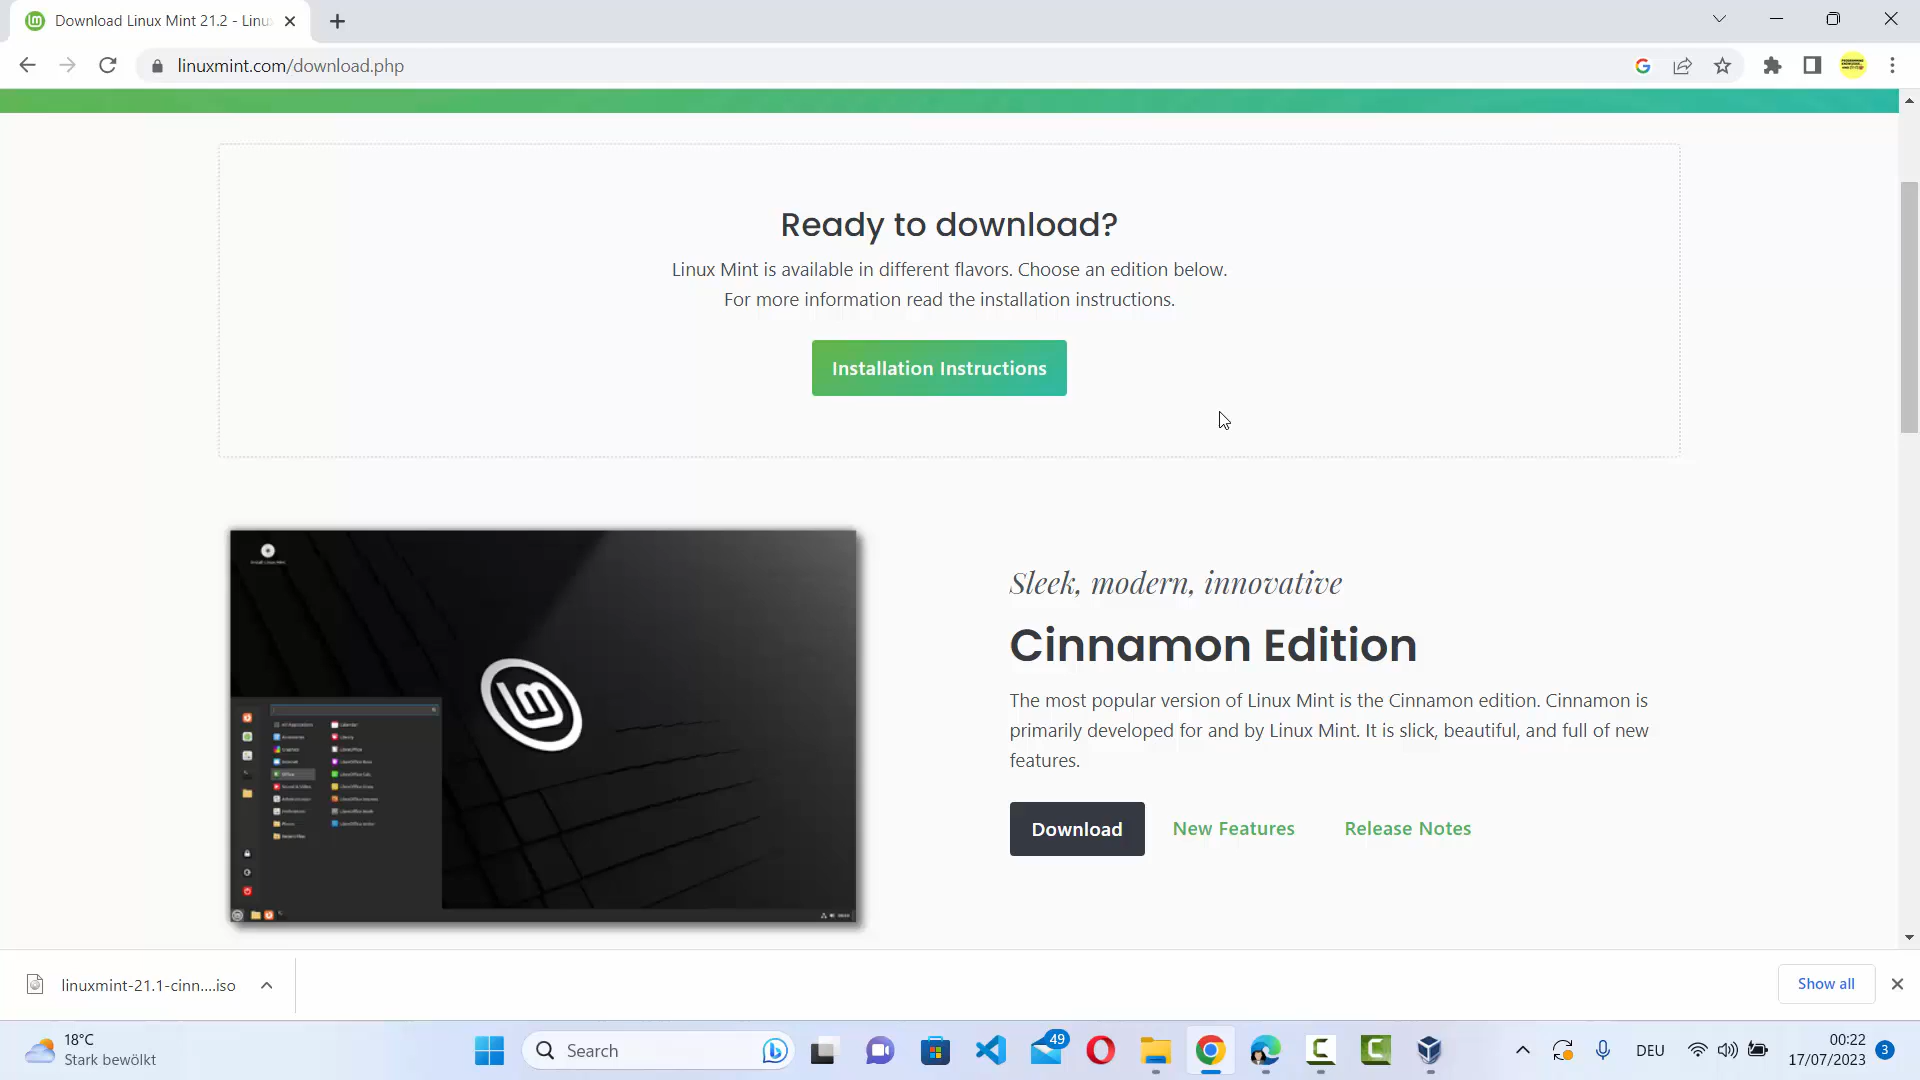 Download Linux Mint 21.2 - Linu
linuxmint.com/download.php
Ready to download?
Linux Mint is available in different flavors. Choose an edition below.
For more information read the installation instructions.
Installation Instructions
Sleek, modern, innovative
Cinnamon Edition
The most popular version of Linux Mint is the Cinnamon edition. Cinnamon is
primarily developed for and by Linux Mint. It is slick, beautiful, and full of new
features.
Download
New Features
Release Notes
linuxmint-21.1-cinn....iso
Show all
18°C
Stark bewölkt
Search
49
DEU
00:22
17/07/2023
3